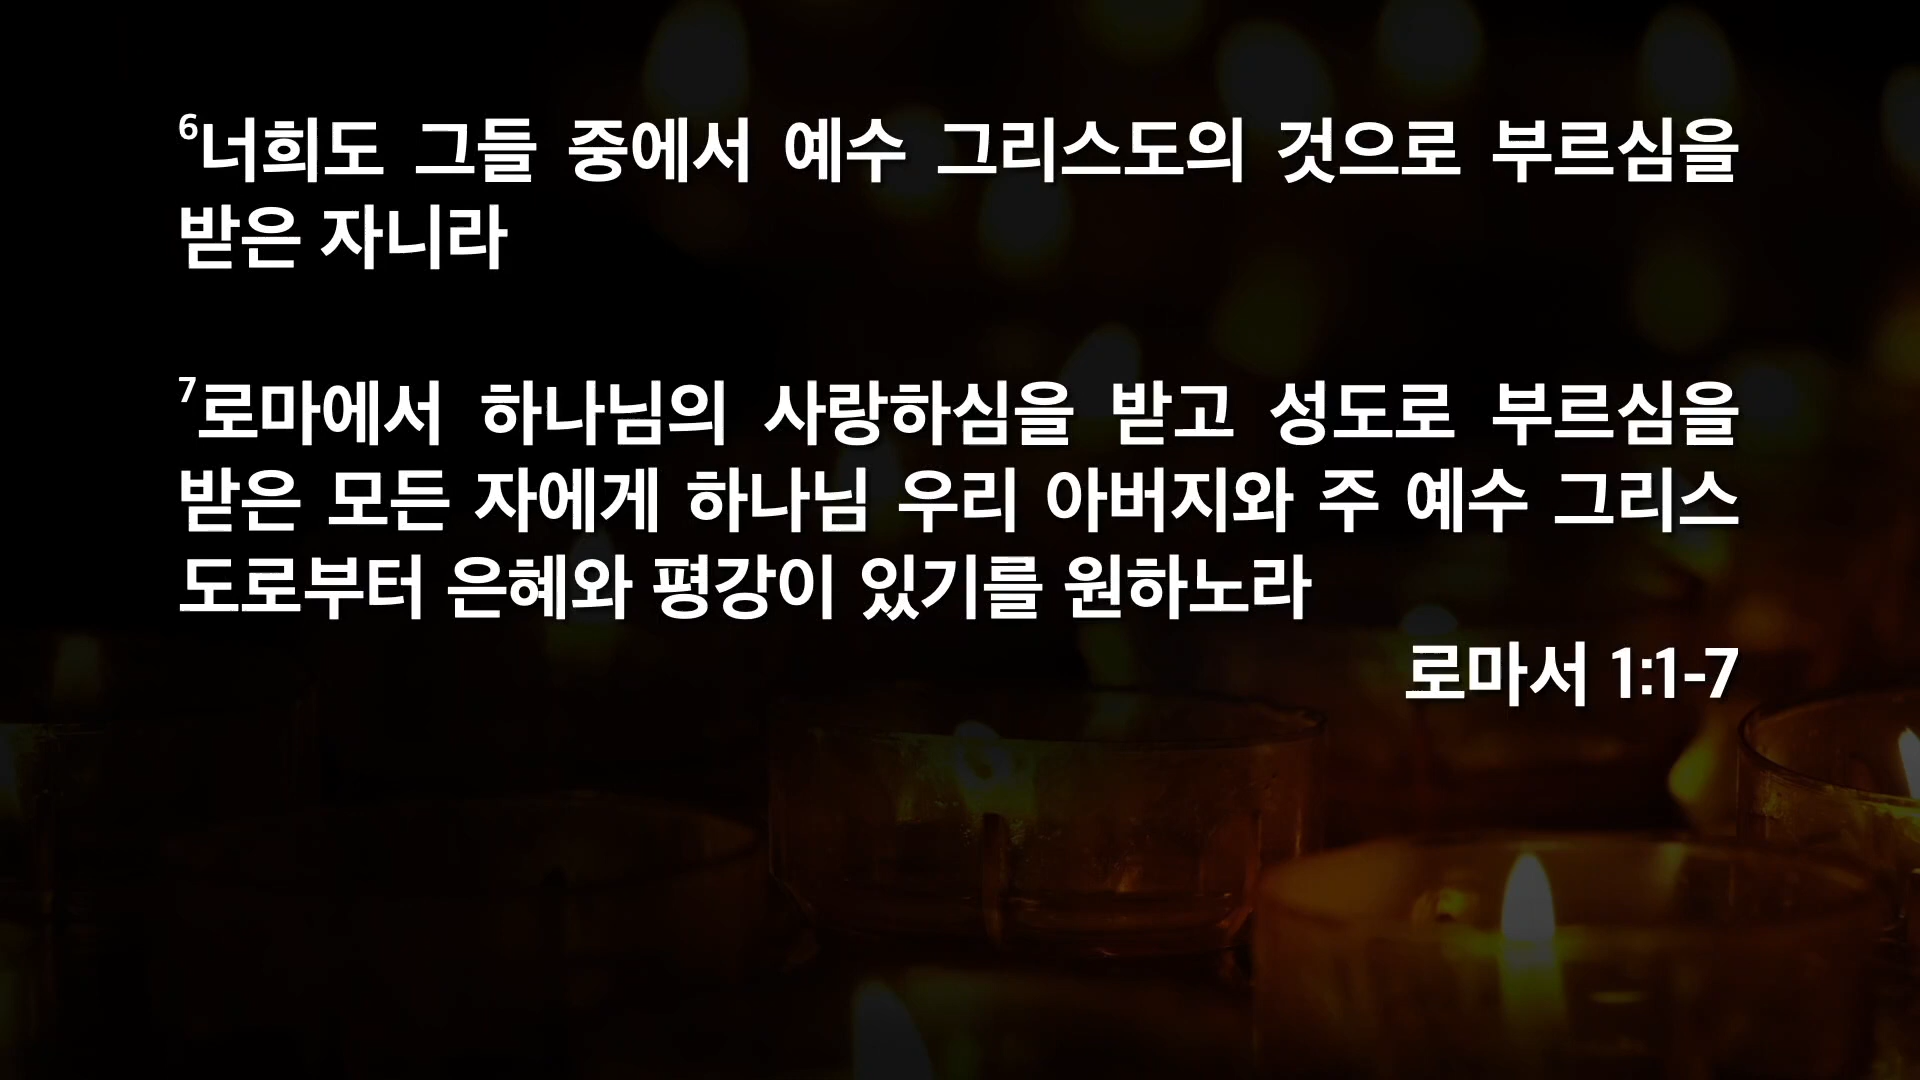 6너희도 그들 중에서 예수 그리스도의 것으로 부르심을
받은 자니라
7로마에서 하나님의 사랑하심을 받고 성도로 부르심을
받은 모든 자에게 하나님 우리 아버지와 주 예수 그리스
도로부터 은혜와 평강이 있기를 원하노라
로마서 1:1-7